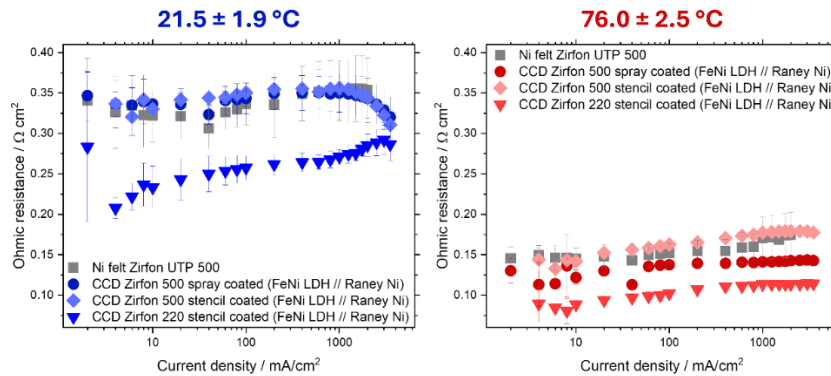 21.5 ± 1.9 °C
76.0 ± 2.5 °C
Ohmic resistance / Ω cm²
0.40
0.35
0.30
0.25
0.20
0.15
0.10
Ni felt Zirfon UTP 500
CCD Zirfon 500 spray coated (FeNi LDH // Raney Ni)
CCD Zirfon 500 stencil coated (FeNi LDH // Raney Ni)
CCD Zirfon 220 stencil coated (FeNi LDH // Raney Ni)
10
100
1000
Current density / mA/cm²
Ohmic resistance / Ω cm²
0.40
0.35
0.30
0.25
0.20
0.15
0.10
Ni felt Zirfon UTP 500
CCD Zirfon 500 spray coated (FeNi LDH // Raney Ni)
CCD Zirfon 500 stencil coated (FeNi LDH // Raney Ni
CCD Zirfon 220 stencil coated (FeNi LDH // Raney Ni
10
100
1000
Current density / mA/cm²